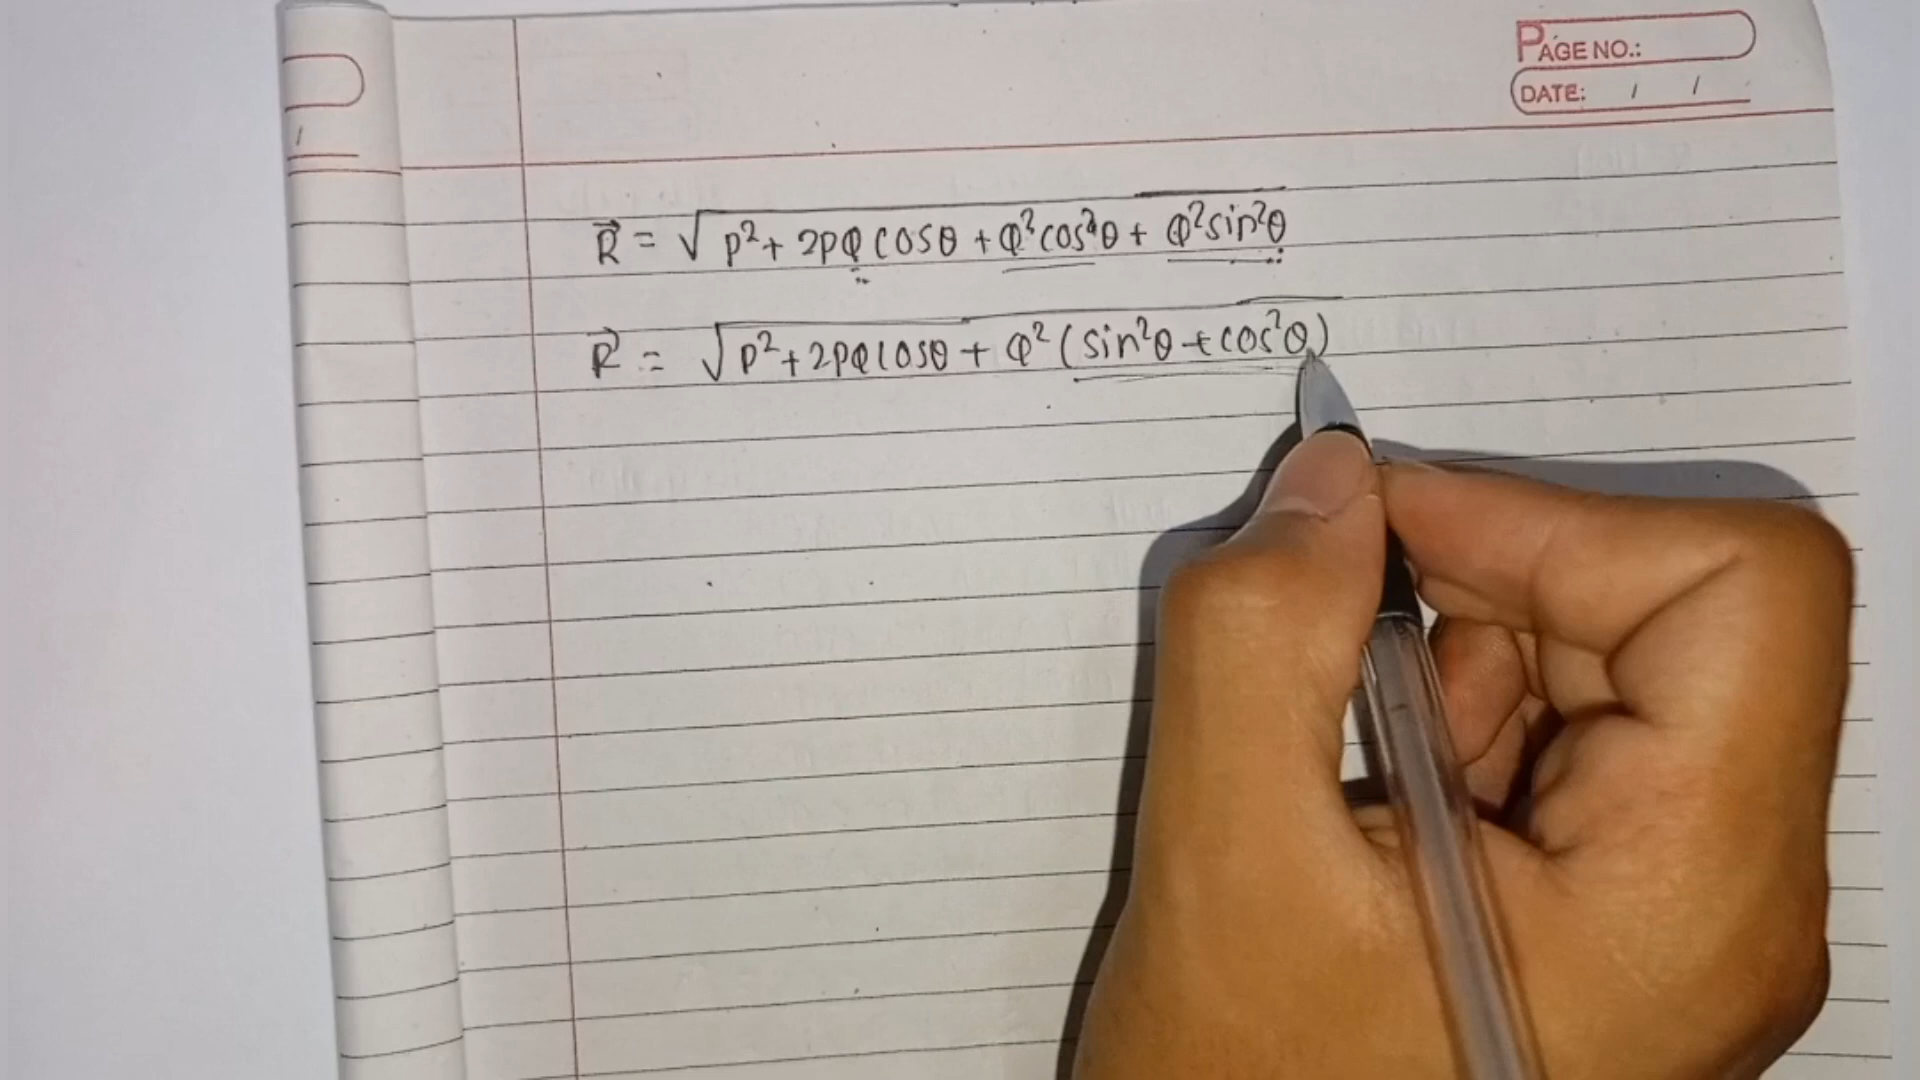 PAGE NO.:
DATE: / /
/
R⃗ = √P² + 2PQ cosθ + Q²cos²θ + Q²sin²θ
R⃗ = √P² + 2PQ cosθ + Q² (sin²θ + cos²θ)